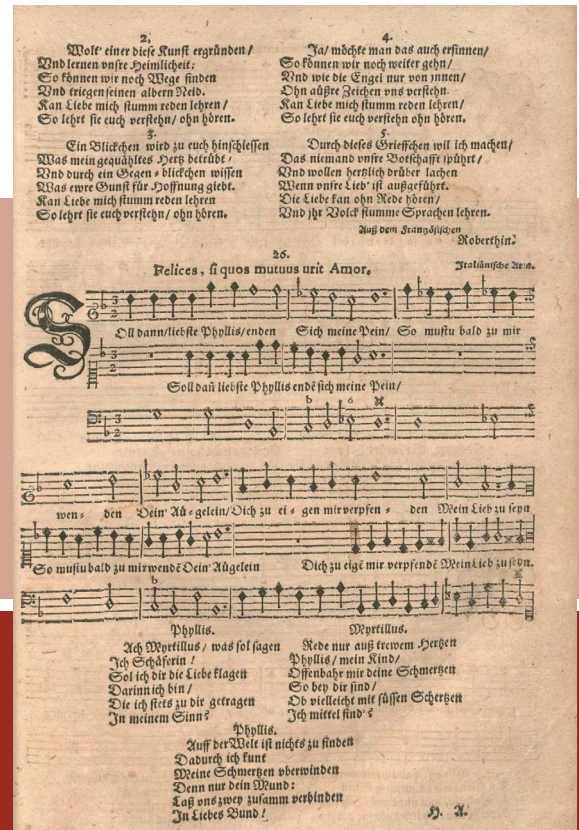 2.
Wolt' einer diese Kunst ergründen/
Vnd lernen vnsre Heimlicheit:
So können wir noch Wege finden
Vnd triegen seinen albern Neid.
Kan Liebe mich stumm reden lehren/
So lehrt sie euch verstehn/ ohn hören.
3.
Ein Blickchen wird zu euch hinschiessen
Was mein gequähltes Hertz betrübt/
Vnd durch ein Gegen-blickchen wissen
Was ewre Gunst für Hoffnung giebt.
Kan Liebe mich stumm reden lehren
So lehrt sie euch verstehn/ ohn hören.
4.
Ja/ möchte man das auch ersinnen/
So können wir noch weiter gehn/
Vnd wie die Engel nur von jnnen/
Ohn aüßre Zeichen vns verstehn.
Kan Liebe mich stumm reden lehren/
So lehrt sie euch verstehn ohn hören.
5.
Durch dieses Grieffchen wil ich machen/
Das niemand vnsre Botschafft spührt/
Vnd wollen hertzlich drüber lachen
Wenn vnsre Lieb' ist außgeführt.
Die Liebe kan ohn Rede hören/
Vnd jhr Volck stumme Sprachen lehren.
Auß dem Französischen
Roberthin.
26.
Felices, si quos mutuus urit Amor.
Italiänische Aria.
SOll dann/liebste Phyllis/enden Sich meine Pein/ So mustu bald zu mir
Soll dañ liebste Phyllis endē sich meine Pein/
b 6
wen- den Dein' Aü-gelein/ Dich zu ei- gen mir verpfen- den Mein Lieb zu seyn
So mustu bald zu mir wendē Dein Aügelein Dich zu eigē mir verpfendē Mein Lieb zu seyn.
b
Phyllis.
Ach Myrtillus/ was sol sagen
Ich Schäferin!
Sol ich dir die Liebe klagen
Darinn ich bin/
Die ich stets zu dir getragen
In meinem Sinn?
Myrtillus.
Rede nur auß trewem Hertzen
Phyllis/ mein Kind/
Offendahr mir deine Schmertzen
So bey dir sind/
Ob vielleicht mit süssen Schertzen
Ich mittel find'?
Phyllis.
Auff der Welt ist nichts zu finden
Dadurch ich kunt
Meine Schmertzen vberwinden
Denn nur dein Mund:
Laß vns zwey zusamm verbinden
In Liebes Bund!
H. A.